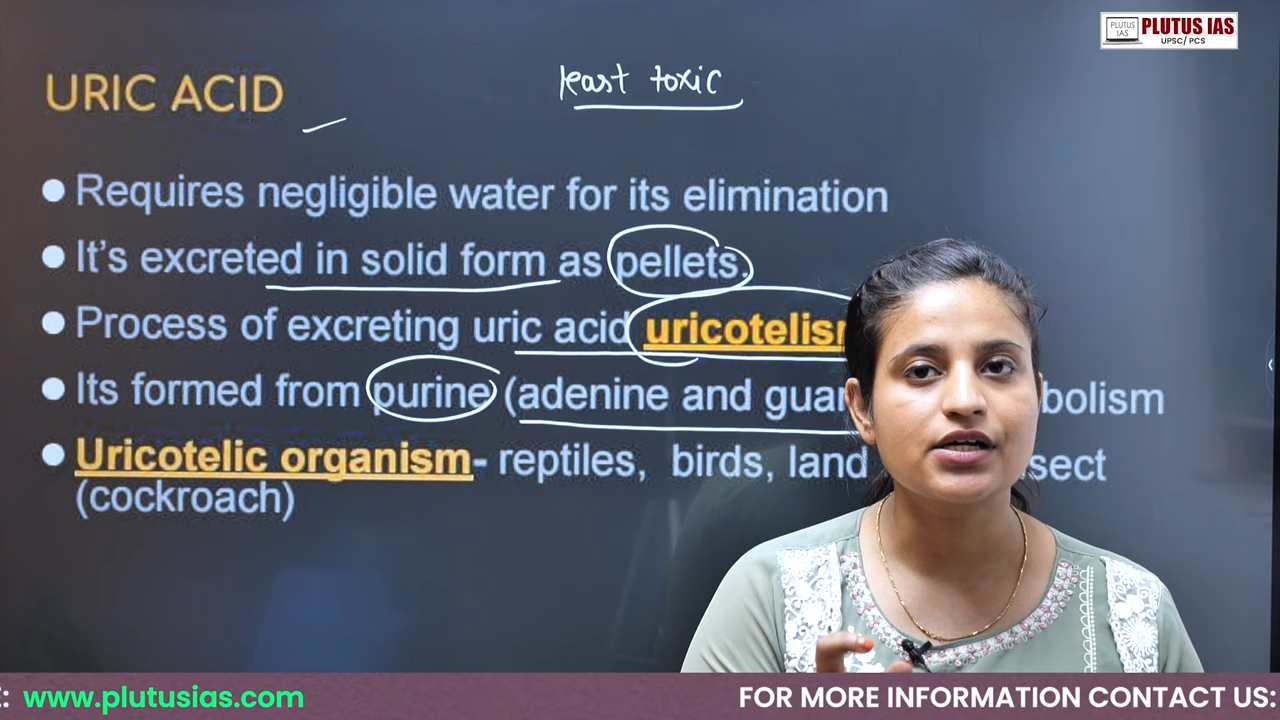 PLUTUS IAS
PLUTUS IAS
UPSC/ PCS
least toxic
URIC ACID
● Requires negligible water for its elimination
● It's excreted in solid form as pellets.
● Process of excreting uric acid uricotelism
● Its formed from purine (adenine and gua bolism
● Uricotelic organism- reptiles, birds, land sect
(cockroach)
E: www.plutusias.com FOR MORE INFORMATION CONTACT US: